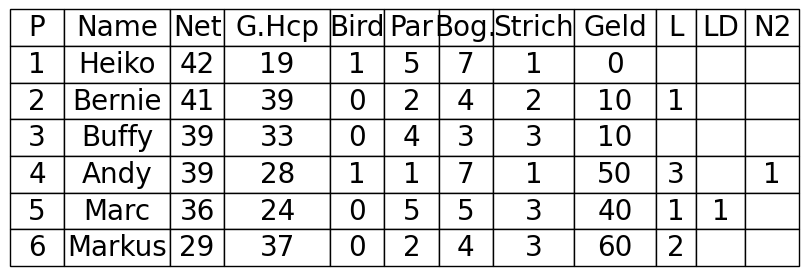 P Name Net G.Hcp Bird Par Bog. Strich Geld L LD N2
1 Heiko 42 19 1 5 7 1 0
2 Bernie 41 39 0 2 4 2 10 1
3 Buffy 39 33 0 4 3 3 10
4 Andy 39 28 1 1 7 1 50 3 1
5 Marc 36 24 0 5 5 3 40 1 1
6 Markus 29 37 0 2 4 3 60 2